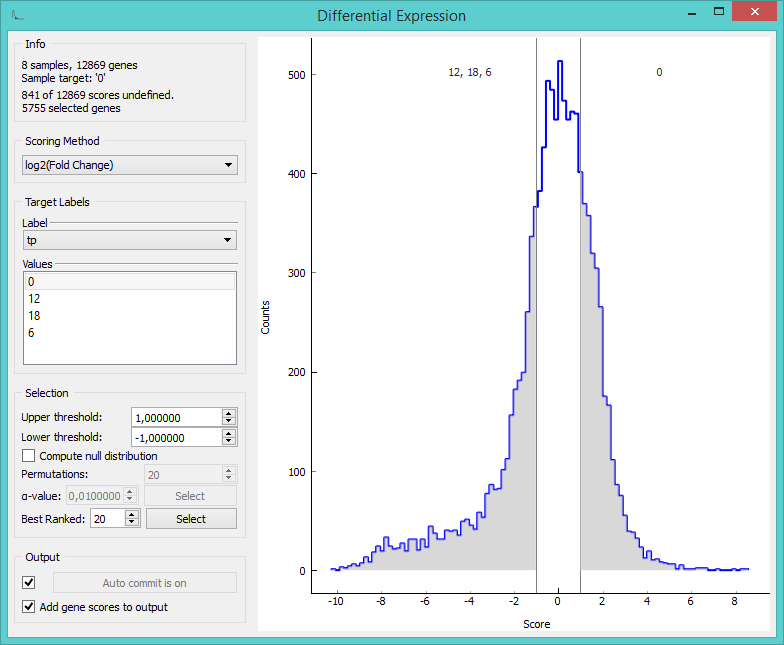 Differential Expression
Info
8 samples, 12869 genes
Sample target: '0'
841 of 12869 scores undefined.
5755 selected genes
Scoring Method
log2(Fold Change)
Target Labels
Label
tp
Values
0
12
18
6
Selection
Upper threshold: 1,000000
Lower threshold: -1,000000
Compute null distribution
Permutations: 20
α-value: 0,0100000 Select
Best Ranked: 20 Select
Output
Auto commit is on
Add gene scores to output
12, 18, 6 0
500
400
300
200
100
0
Counts
-10 -8 -6 -4 -2 0 2 4 6 8
Score